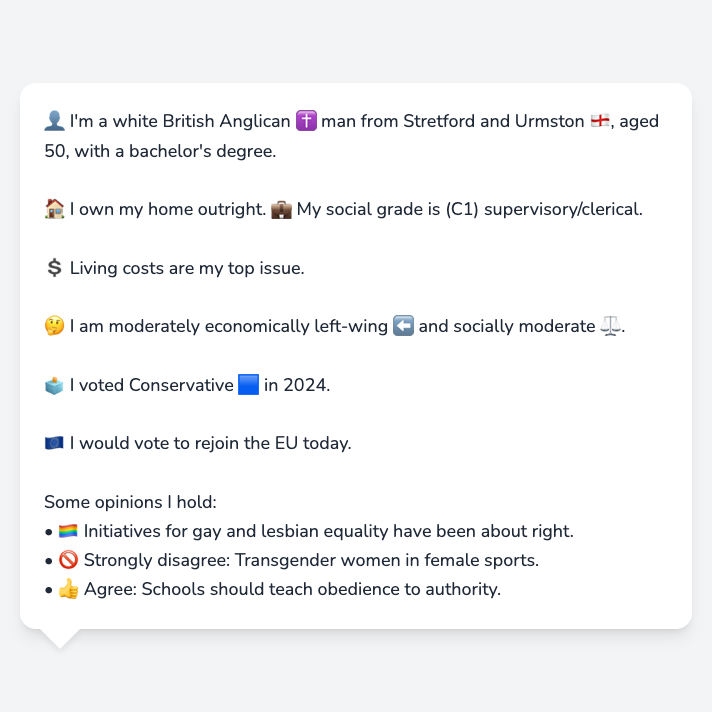 👤 I'm a white British Anglican ✝️ man from Stretford and Urmston 🏴󠁧󠁢󠁥󠁮󠁧󠁿, aged
50, with a bachelor's degree.
🏠 I own my home outright. 💼 My social grade is (C1) supervisory/clerical.
💲 Living costs are my top issue.
🤔 I am moderately economically left-wing ⬅️ and socially moderate ⚖️.
🗳️ I voted Conservative 🟦 in 2024.
🇪🇺 I would vote to rejoin the EU today.
Some opinions I hold:
• 🏳️‍🌈 Initiatives for gay and lesbian equality have been about right.
• 🚫 Strongly disagree: Transgender women in female sports.
• 👍 Agree: Schools should teach obedience to authority.